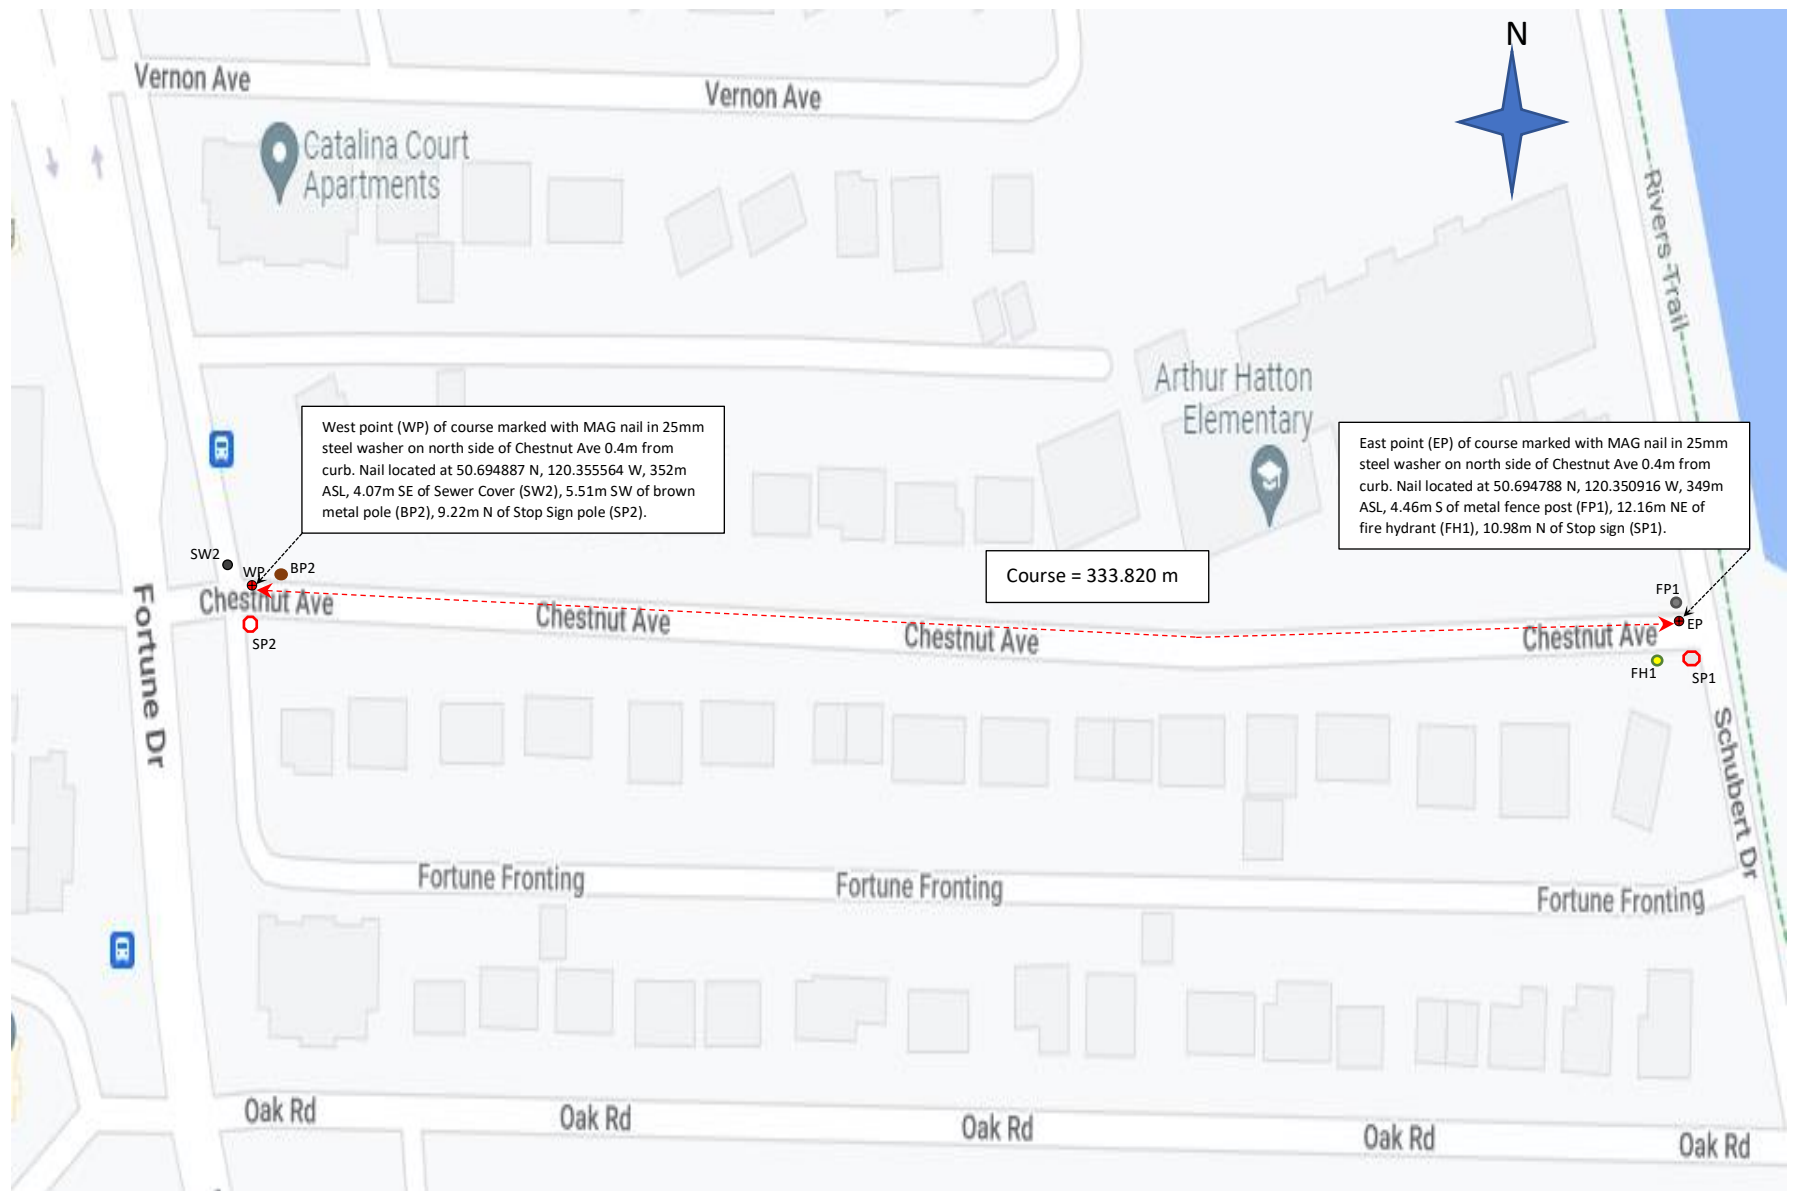 N
Vernon Ave
Vernon Ave
Catalina Court
Apartments
Rivers Trail
Arthur Hatton
Elementary
West point (WP) of course marked with MAG nail in 25mm
steel washer on north side of Chestnut Ave 0.4m from
curb. Nail located at 50.694887 N, 120.355564 W, 352m
ASL, 4.07m SE of Sewer Cover (SW2), 5.51m SW of brown
metal pole (BP2), 9.22m N of Stop Sign pole (SP2).
East point (EP) of course marked with MAG nail in 25mm
steel washer on north side of Chestnut Ave 0.4m from
curb. Nail located at 50.694788 N, 120.350916 W, 349m
ASL, 4.46m S of metal fence post (FP1), 12.16m NE of
fire hydrant (FH1), 10.98m N of Stop sign (SP1).
SW2
WP
BP2
Course = 333.820 m
FP1
EP
Chestnut Ave
Chestnut Ave
Chestnut Ave
Chestnut Ave
SP2
FH1
SP1
Fortune Dr
Schubert Dr
Fortune Fronting
Fortune Fronting
Fortune Fronting
Oak Rd
Oak Rd
Oak Rd
Oak Rd
Oak Rd